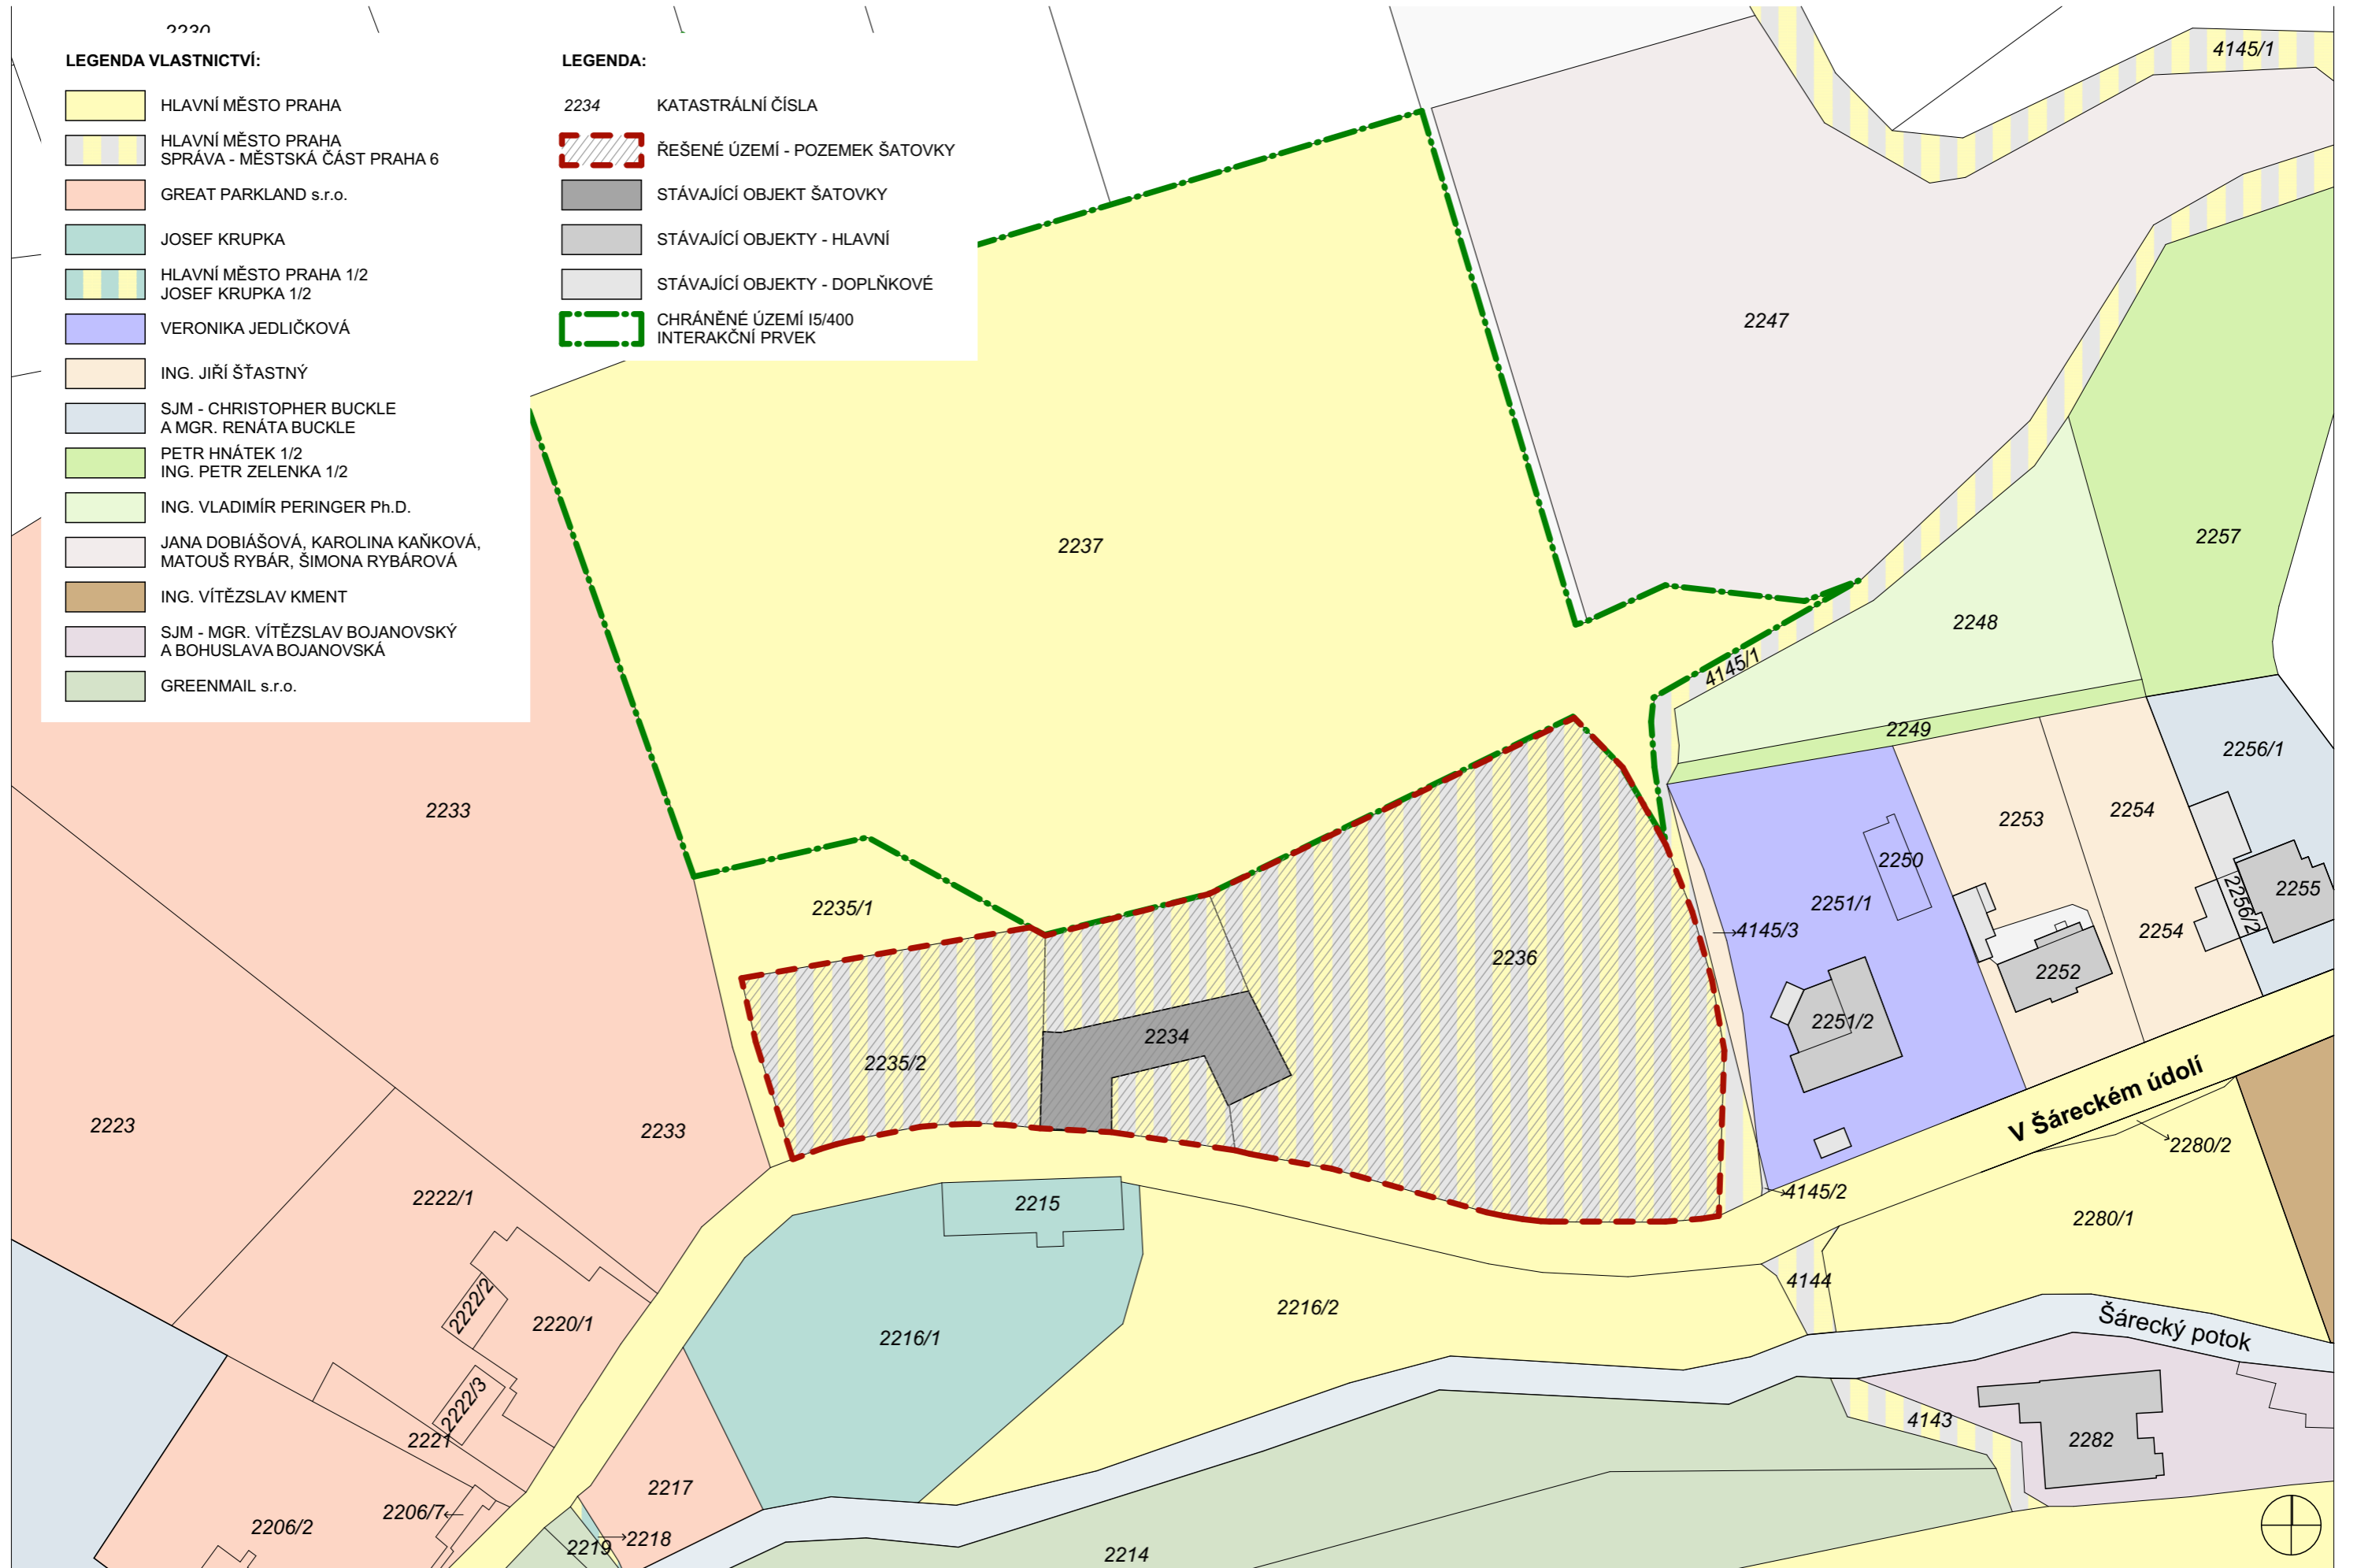 2230
LEGENDA VLASTNICTVÍ:
HLAVNÍ MĚSTO PRAHA
HLAVNÍ MĚSTO PRAHA
SPRÁVA - MĚSTSKÁ ČÁST PRAHA 6
GREAT PARKLAND s.r.o.
JOSEF KRUPKA
HLAVNÍ MĚSTO PRAHA 1/2
JOSEF KRUPKA 1/2
VERONIKA JEDLIČKOVÁ
ING. JIŘÍ ŠŤASTNÝ
SJM - CHRISTOPHER BUCKLE
A MGR. RENÁTA BUCKLE
PETR HNÁTEK 1/2
ING. PETR ZELENKA 1/2
ING. VLADIMÍR PERINGER Ph.D.
JANA DOBIÁŠOVÁ, KAROLINA KAŇKOVÁ,
MATOUŠ RYBÁR, ŠIMONA RYBÁROVÁ
ING. VÍTĚZSLAV KMENT
SJM - MGR. VÍTĚZSLAV BOJANOVSKÝ
A BOHUSLAVA BOJANOVSKÁ
GREENMAIL s.r.o.
LEGENDA:
2234 KATASTRÁLNÍ ČÍSLA
ŘEŠENÉ ÚZEMÍ - POZEMEK ŠATOVKY
STÁVAJÍCÍ OBJEKT ŠATOVKY
STÁVAJÍCÍ OBJEKTY - HLAVNÍ
STÁVAJÍCÍ OBJEKTY - DOPLŇKOVÉ
CHRÁNĚNÉ ÚZEMÍ I5/400
INTERAKČNÍ PRVEK
4145/1
2247
2237
2257
2248
4145/1
2249
2256/1
2233
2253
2254
2250
2255
2235/1
2251/1
2256/2
4145/3
2254
2236
2252
2251/2
2234
2235/2
V Šáreckém údolí
2223
2233
2280/2
2222/1
4145/2
2215
2280/1
4144
2222/2
2216/2
2220/1
2216/1
Šárecký potok
2222/3
4143
2221
2282
2217
2206/7
2206/2
2218
2219
2214